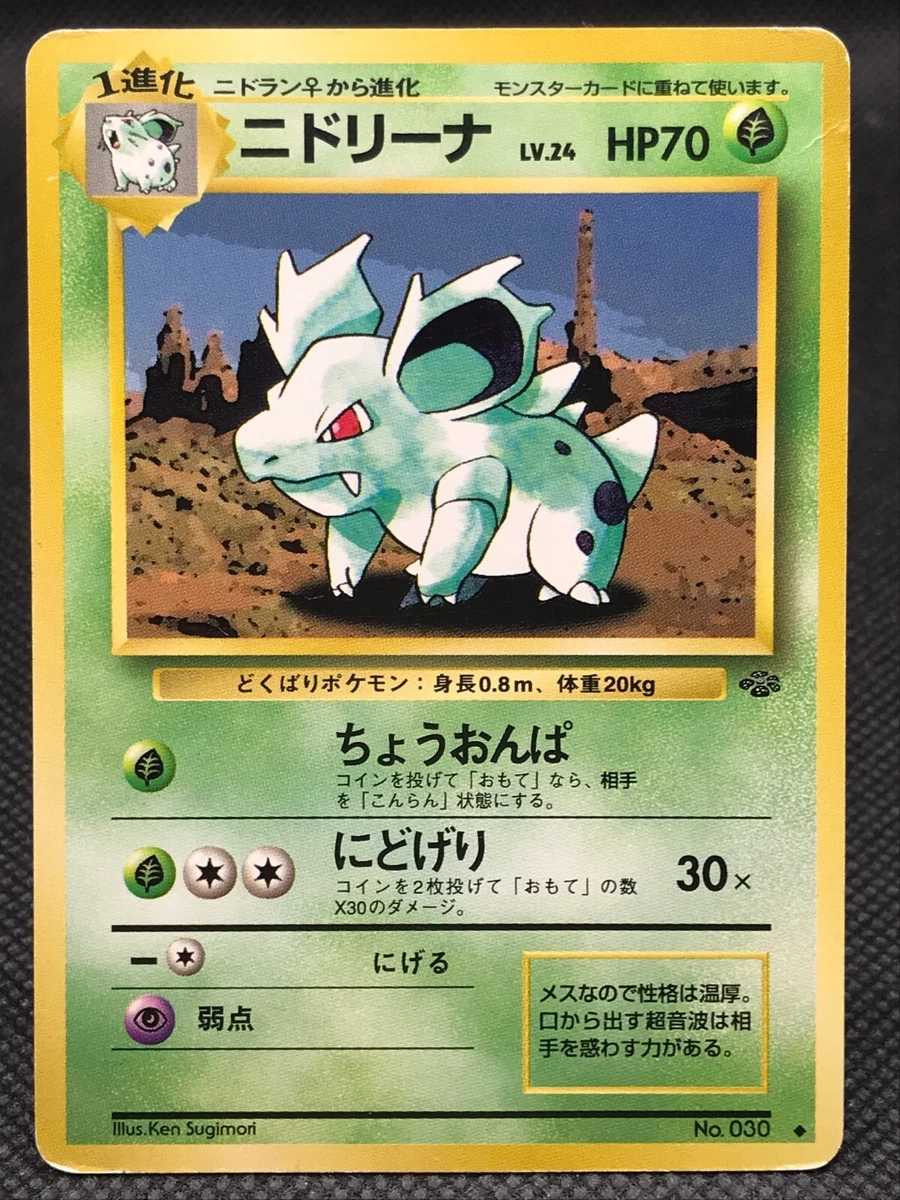 1進化
ニドラン♀から進化
モンスターカードに重ねて使います。
ニドリーナ LV.24 HP70
どくばりポケモン：身長0.8m、体重20kg
ちょうおんぱ
コインを投げて「おもて」なら、相手
を「こんらん」状態にする。
にどげり
30×
コインを2枚投げて「おもて」の数
X30のダメージ。
ー
にげる
弱点
メスなので性格は温厚。
口から出す超音波は相
手を惑わす力がある。
Illus.Ken Sugimori
No. 030 ◆